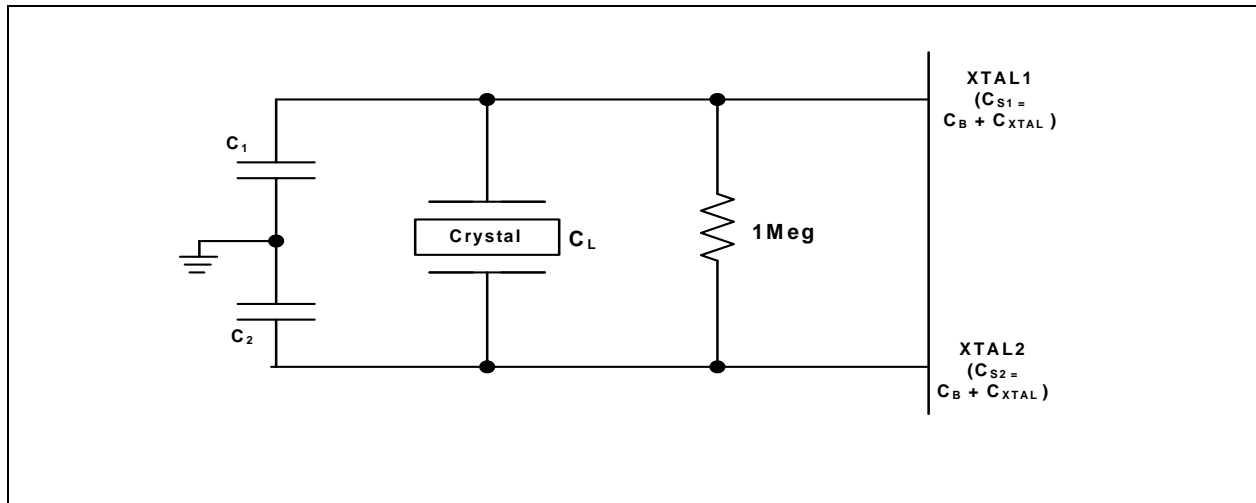 XTAL1
(CS1 =
CB + CXTAL )
C1
Crystal
CL
1Meg
C2
XTAL2
(CS2 =
CB + CXTAL )